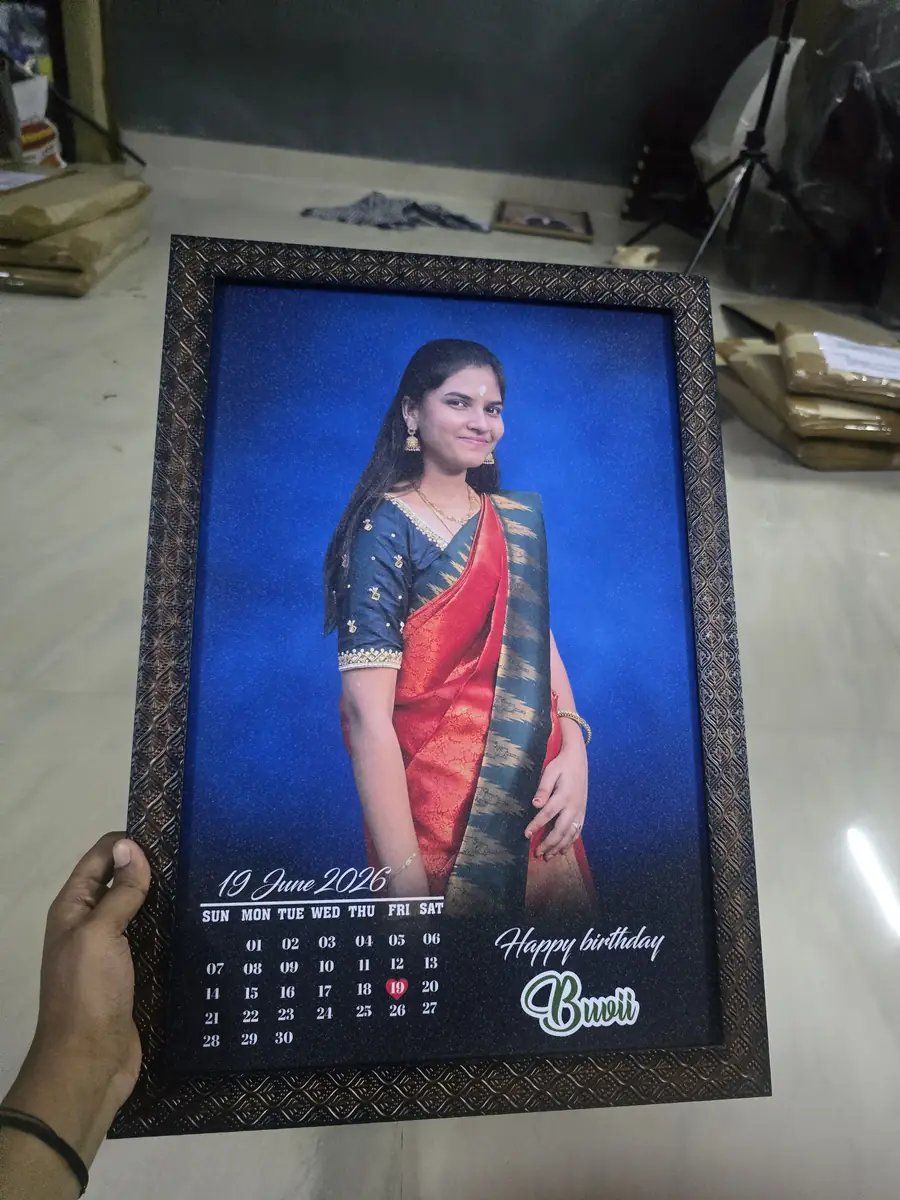 19 June 2026
SUN MON TUE WED THU FRI SAT
01 02 03 04 05 06
07 08 09 10 11 12 13
14 15 16 17 18 19 20
21 22 23 24 25 26 27
28 29 30
Happy birthday
Buvii